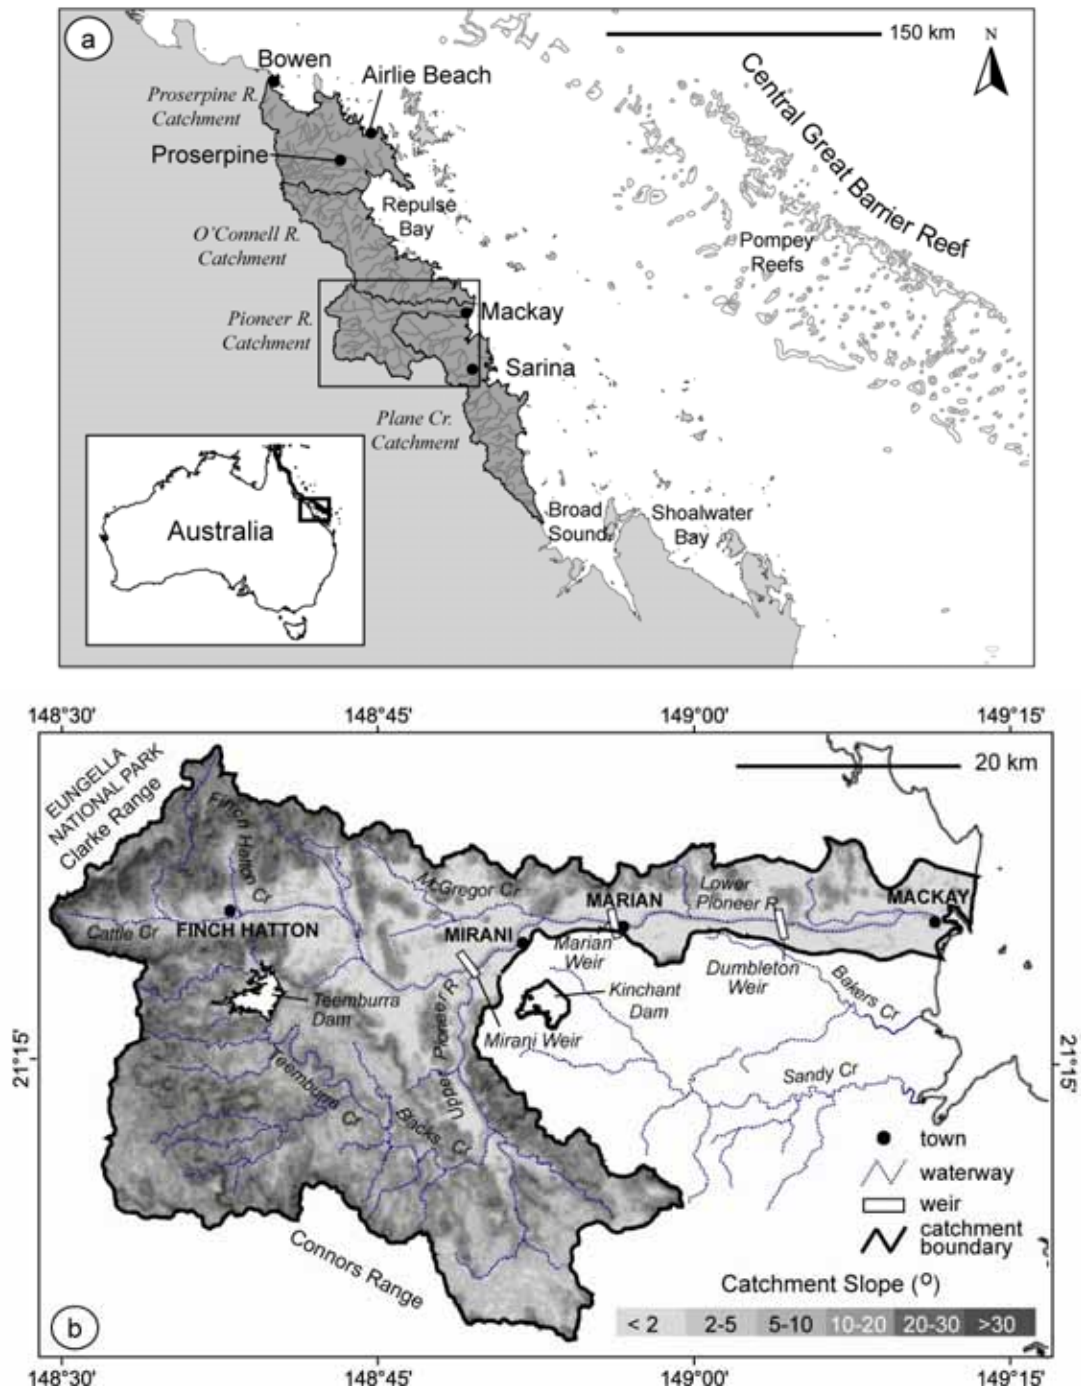 a
150 km
N
Bowen
Airlie Beach
Proserpine R.
Catchment
Proserpine
Central Great Barrier Reef
Repulse
Bay
O'Connell R.
Catchment
Pompey
Reefs
Pioneer R.
Catchment
Mackay
Sarina
Plane Cr.
Catchment
Australia
Broad
Sound
Shoalwater
Bay
148°30'
148°45'
149°00'
149°15'
EUNGELLA
NATIONAL PARK
Clarke Range
20 km
Finch Hatton Cr
McGregor Cr
MARIAN
Lower
Pioneer R
MACKAY
Cattle Cr
FINCH HATTON
MIRANI
Marian
Weir
Dumbleton
Weir
Bakers Cr
Teemburra
Dam
Kinchant
Dam
Mirani Weir
Upper Pioneer R
21°15'
21°15'
Teemburra Cr
Blacks Cr
Sandy Cr
town
waterway
weir
catchment
boundary
Connors Range
Catchment Slope (°)
< 2 2-5 5-10 10-20 20-30 >30
b
148°30'
148°45'
149°00'
149°15'